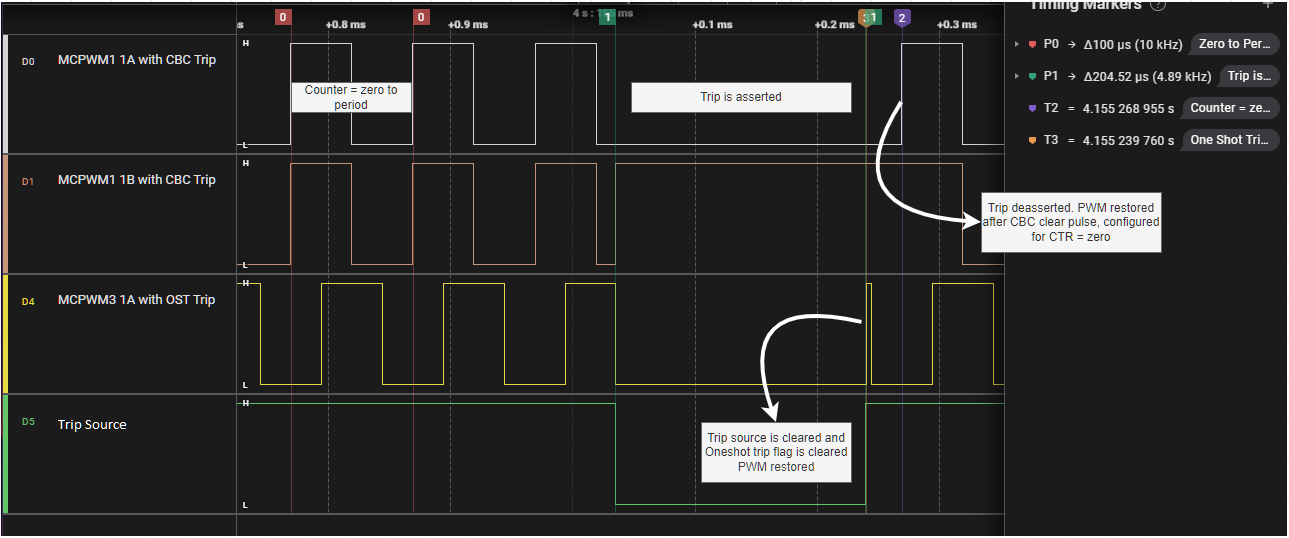 s
0
+0.8 ms
0
+0.9 ms
4 s :
ms
1
+0.1 ms
+0.2 ms
1
2
+0.3 ms
Timing Markers ?
D0 MCPWM1 1A with CBC Trip
H
L
Counter = zero to
period
Trip is asserted
P0 → Δ100 µs (10 kHz) Zero to Per...
P1 → Δ204.52 µs (4.89 kHz) Trip is...
T2 = 4.155 268 955 s Counter = ze...
T3 = 4.155 239 760 s One Shot Tri...
D1 MCPWM1 1B with CBC Trip
H
L
Trip deasserted. PWM restored
after CBC clear pulse, configured
for CTR = zero
D4 MCPWM3 1A with OST Trip
H
L
D5 Trip Source
H
L
Trip source is cleared and
Oneshot trip flag is cleared
PWM restored